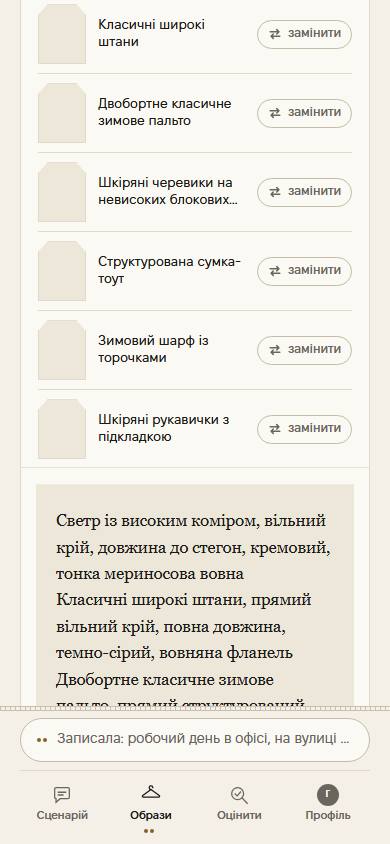 Класичні широкі
штани
замінити
Двобортне класичне
зимове пальто
замінити
Шкіряні черевики на
невисоких блокових…
замінити
Структурована сумка-
тоут
замінити
Зимовий шарф із
торочками
замінити
Шкіряні рукавички з
підкладкою
замінити
Светр із високим коміром, вільний
крій, довжина до стегон, кремовий,
тонка мериносова вовна
Класичні широкі штани, прямий
вільний крій, повна довжина,
темно-сірий, вовняна фланель
Двобортне класичне зимове
пальто, прямий структурований
Записала: робочий день в офісі, на вулиці ...
Сценарій
Образи
Оцінити
Г
Профіль